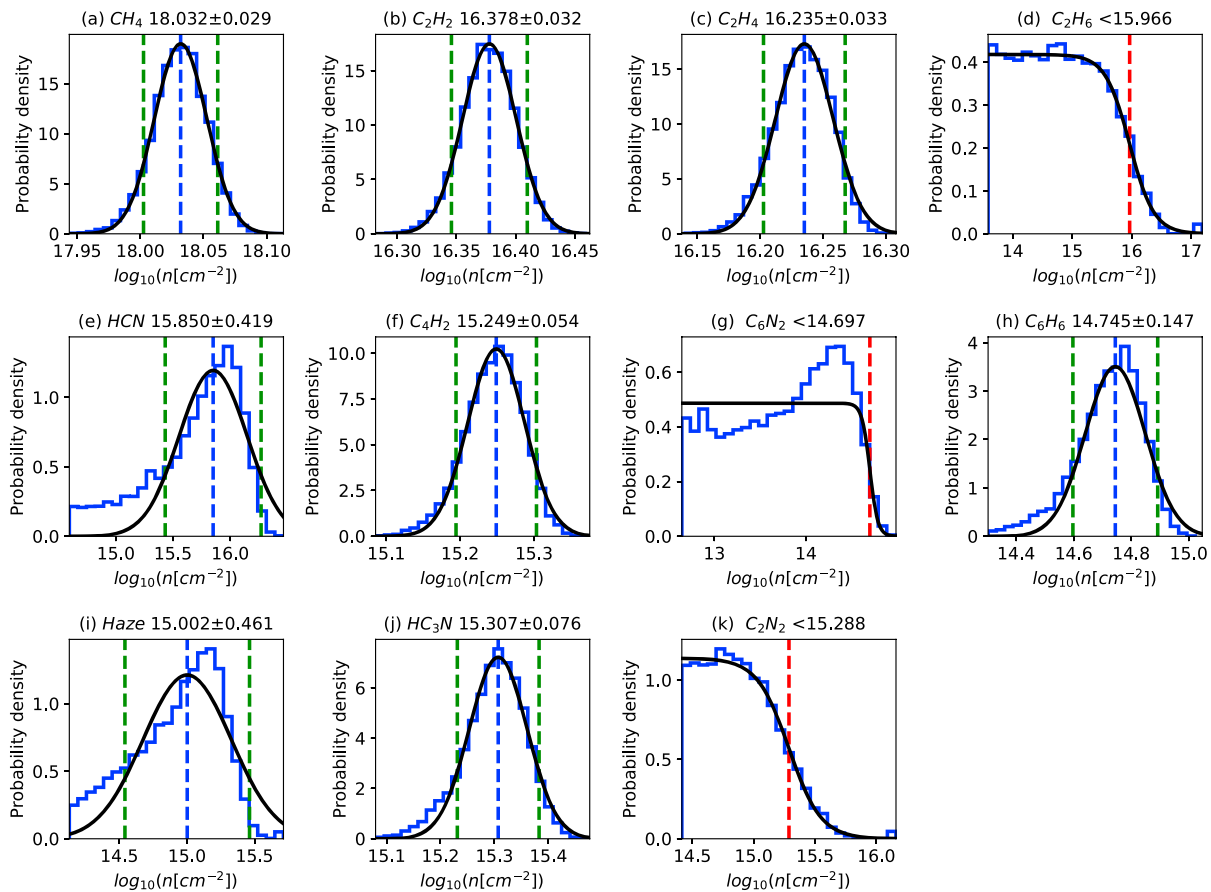 (a) CH₄ 18.032±0.029
(b) C₂H₂ 16.378±0.032
(c) C₂H₄ 16.235±0.033
(d) C₂H₆ <15.966
Probability density
15
10
5
0
17.95 18.00 18.05 18.10
log₁₀(n[cm⁻²])
Probability density
15
10
5
0
16.30 16.35 16.40 16.45
log₁₀(n[cm⁻²])
Probability density
15
10
5
0
16.15 16.20 16.25 16.30
log₁₀(n[cm⁻²])
Probability density
0.4
0.3
0.2
0.1
0.0
14 15 16 17
log₁₀(n[cm⁻²])
(e) HCN 15.850±0.419
(f) C₄H₂ 15.249±0.054
(g) C₆N₂ <14.697
(h) C₆H₆ 14.745±0.147
Probability density
1.0
0.5
0.0
15.0 15.5 16.0
log₁₀(n[cm⁻²])
Probability density
10.0
7.5
5.0
2.5
0.0
15.1 15.2 15.3
log₁₀(n[cm⁻²])
Probability density
0.6
0.4
0.2
0.0
13 14
log₁₀(n[cm⁻²])
Probability density
4
3
2
1
0
14.4 14.6 14.8 15.0
log₁₀(n[cm⁻²])
(i) Haze 15.002±0.461
(j) HC₃N 15.307±0.076
(k) C₂N₂ <15.288
Probability density
1.0
0.5
0.0
14.5 15.0 15.5
log₁₀(n[cm⁻²])
Probability density
6
4
2
0
15.1 15.2 15.3 15.4
log₁₀(n[cm⁻²])
Probability density
1.0
0.5
0.0
14.5 15.0 15.5 16.0
log₁₀(n[cm⁻²])